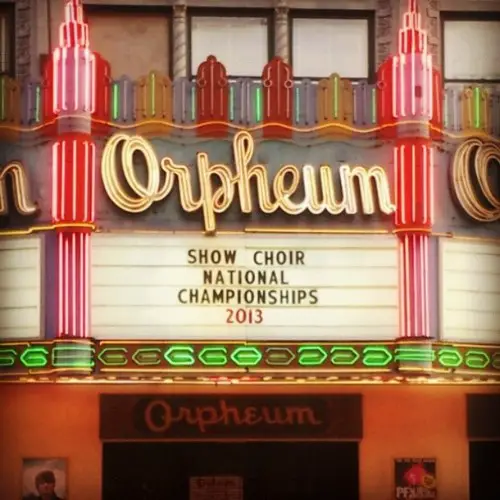 Orpheum
SHOW CHOIR
NATIONAL
CHAMPIONSHIPS
2013
Orpheum